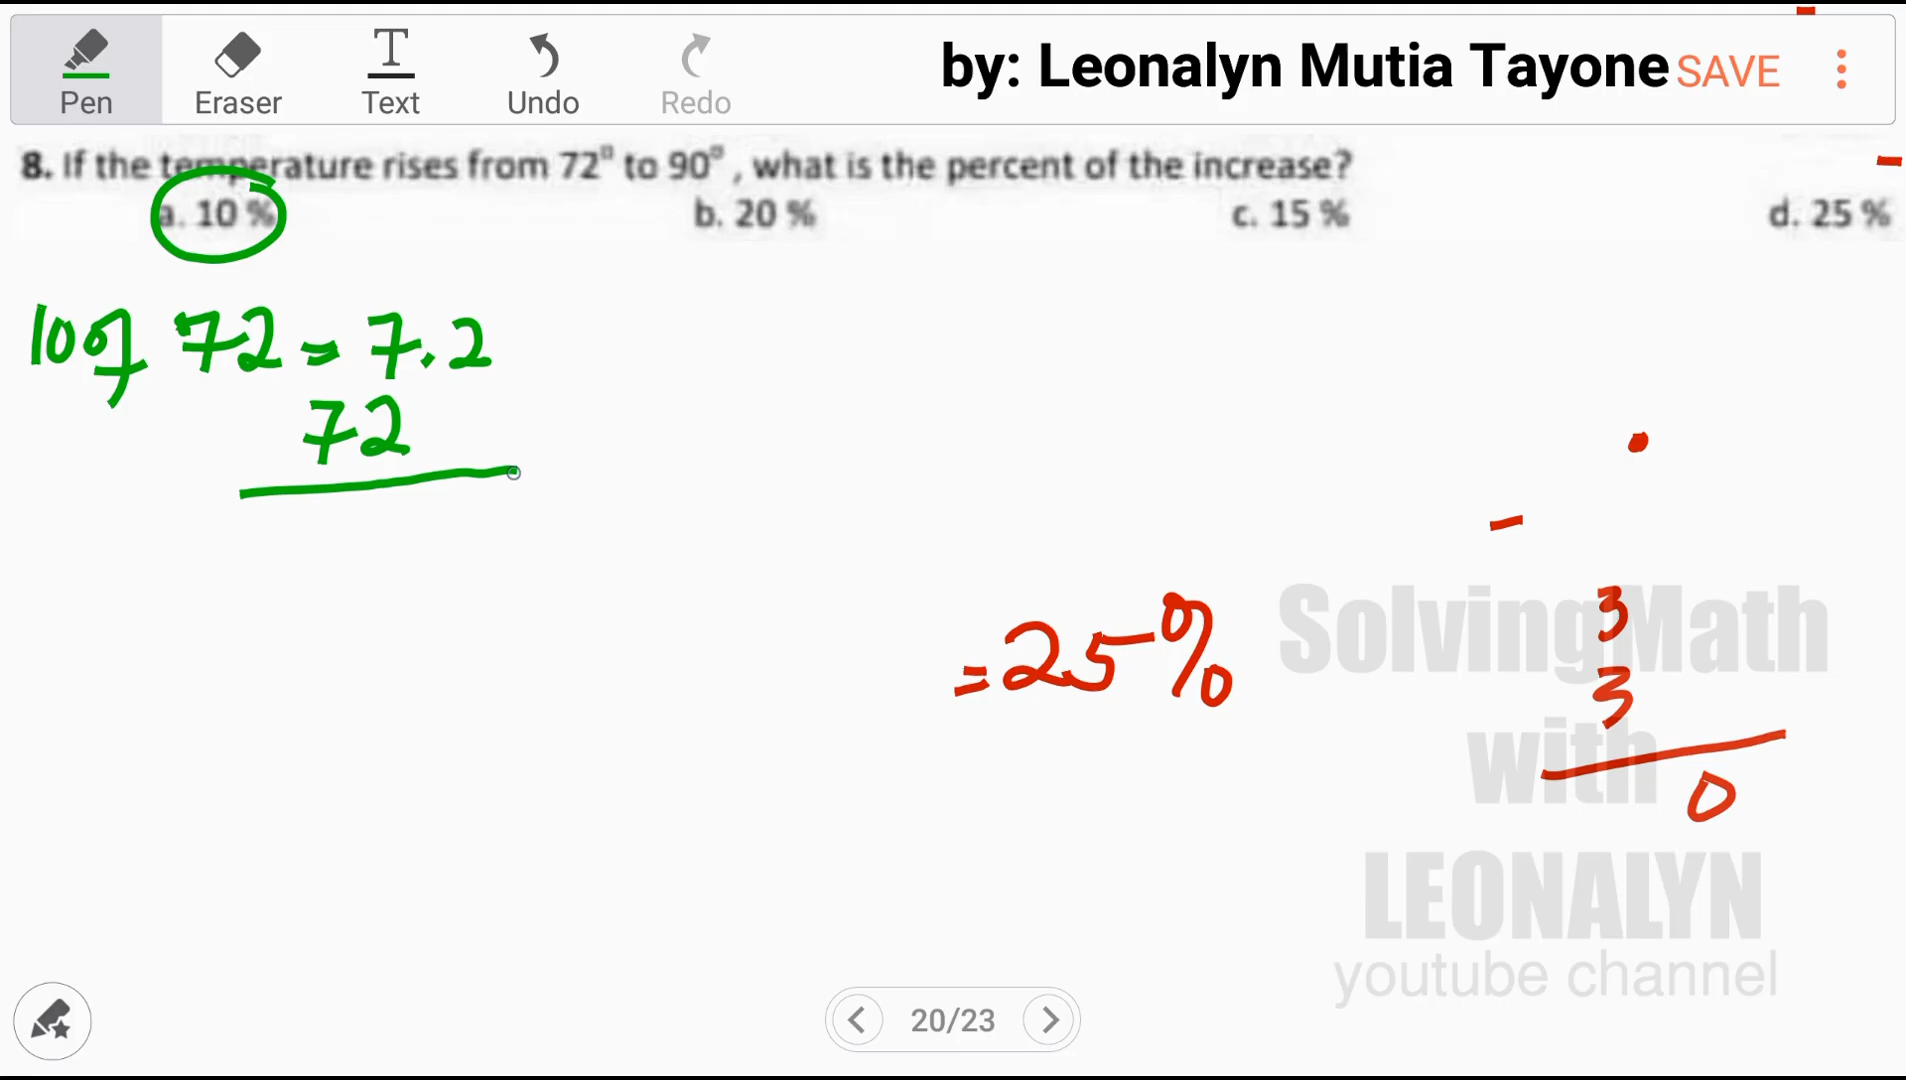 Pen Eraser Text Undo Redo by: Leonalyn Mutia Tayone SAVE
8. If the temperature rises from 72° to 90° , what is the percent of the increase?
a. 10 % b. 20 % c. 15 % d. 25 %
10 of 72 = 7.2
72
= 25%
3
3
0
SolvingMath
with
LEONALYN
youtube channel
20/23